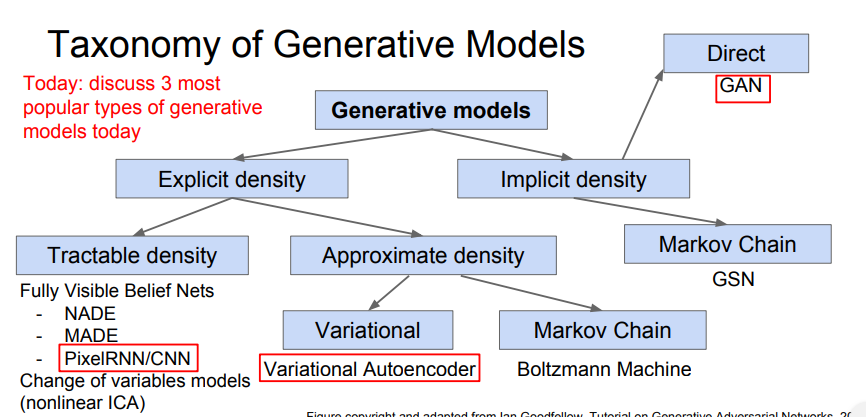 Taxonomy of Generative Models
Direct
GAN
Today: discuss 3 most
popular types of generative
models today
Generative models
Explicit density
Implicit density
Tractable density
Approximate density
Markov Chain
GSN
Fully Visible Belief Nets
- NADE
- MADE
- PixelRNN/CNN
Change of variables models
(nonlinear ICA)
Variational
Variational Autoencoder
Markov Chain
Boltzmann Machine
Figure copyright and adapted from Ian Goodfellow, Tutorial on Generative Adversarial Networks,